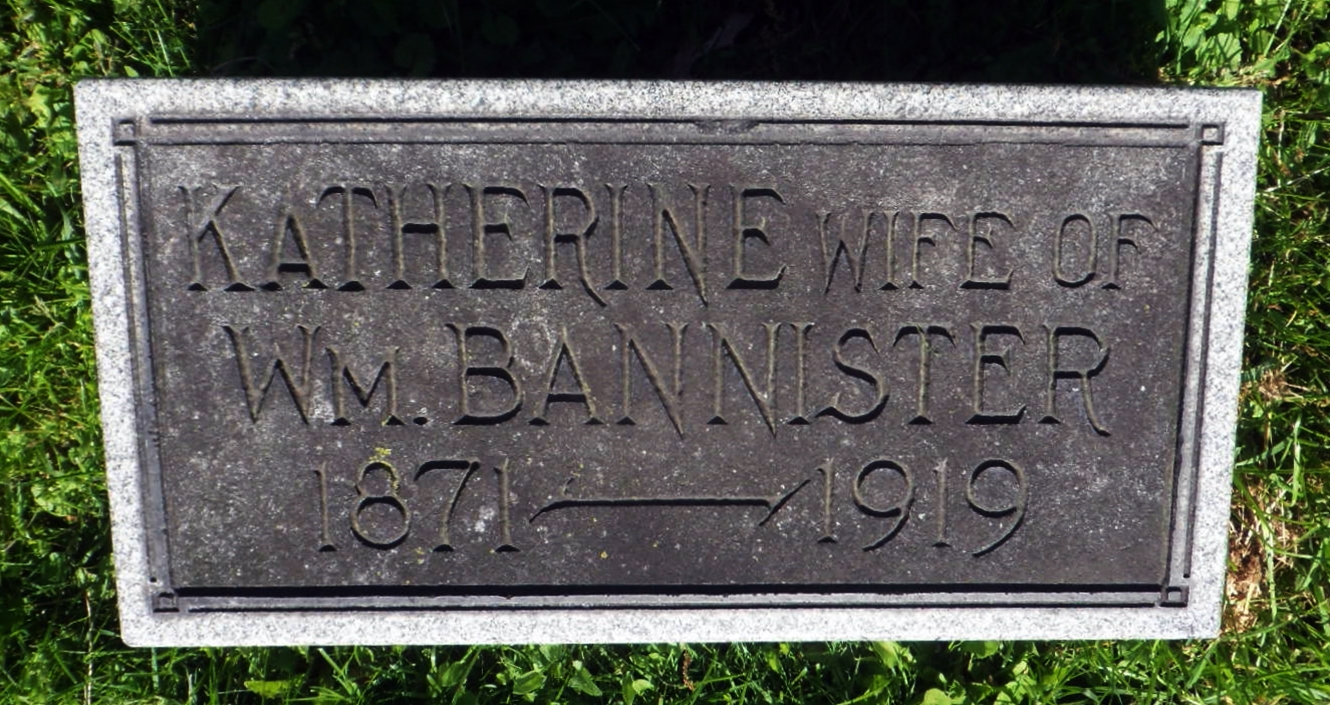 KATHERINE WIFE OF
WM. BANNISTER
1871 — 1919